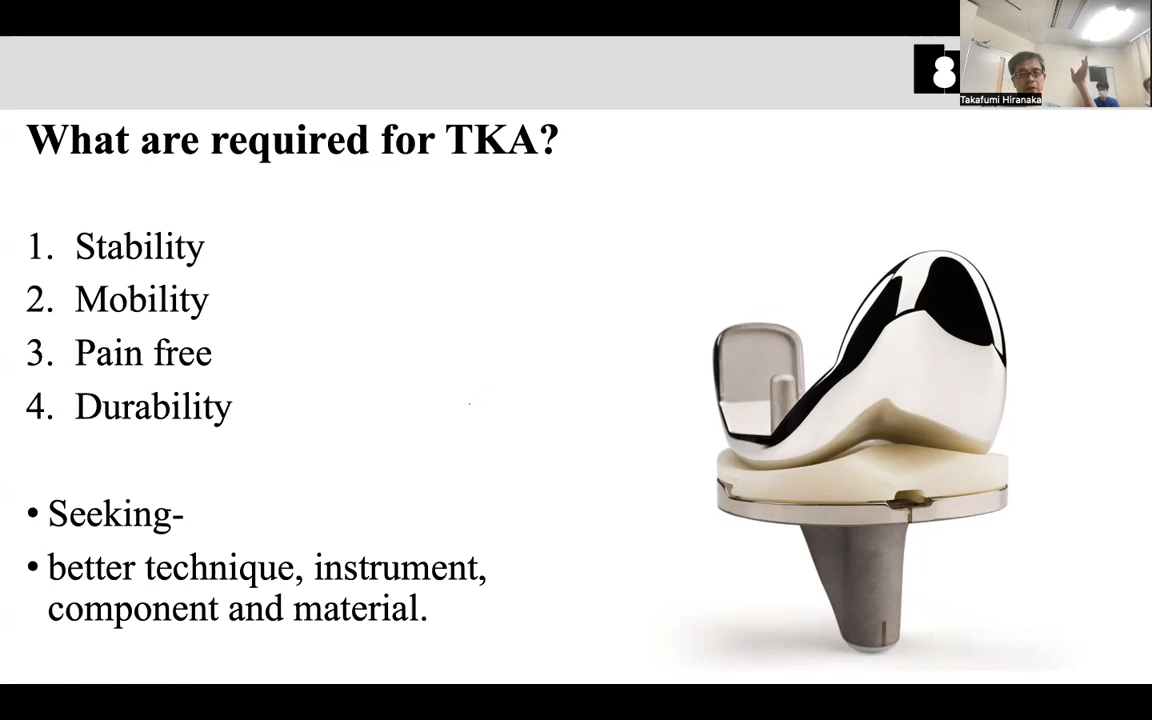 Takafumi Hiranaka
What are required for TKA?
1. Stability
2. Mobility
3. Pain free
4. Durability
• Seeking-
• better technique, instrument,
component and material.